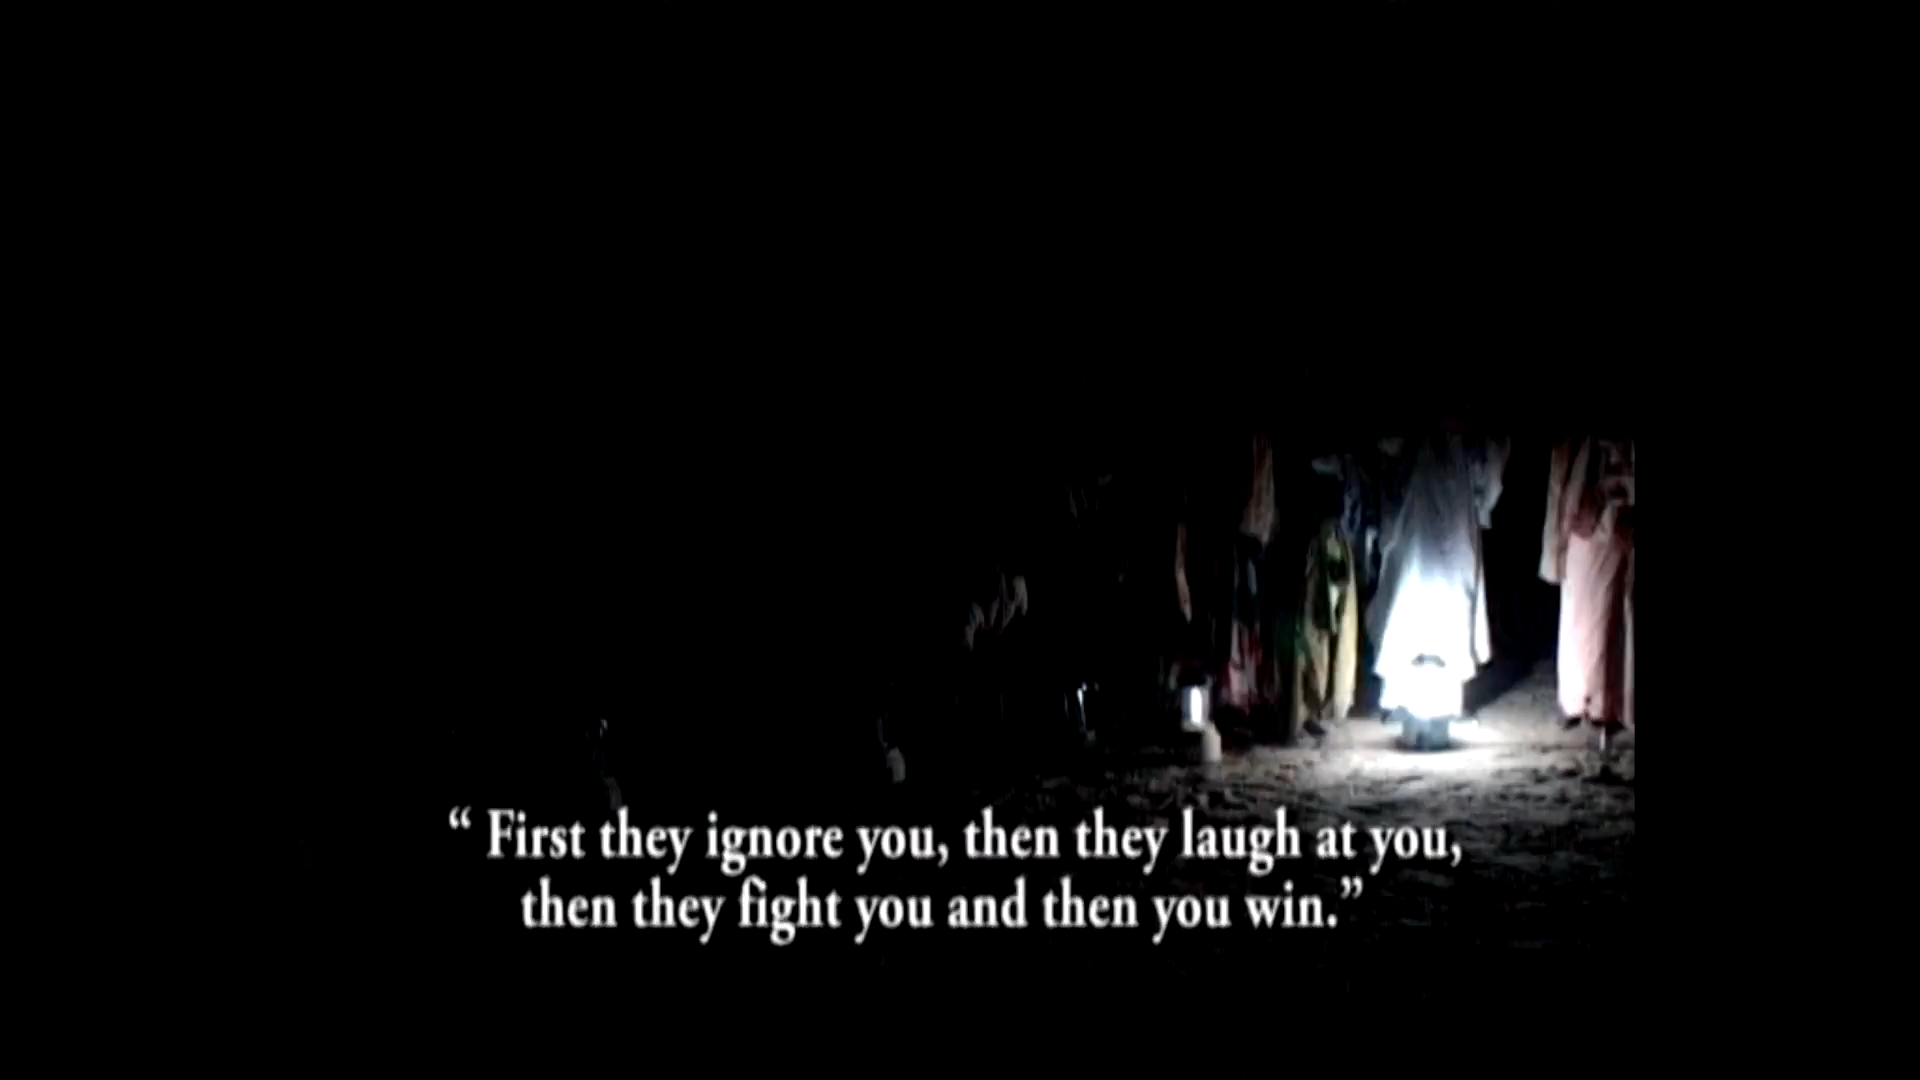 “ First they ignore you, then they laugh at you,
then they fight you and then you win.”